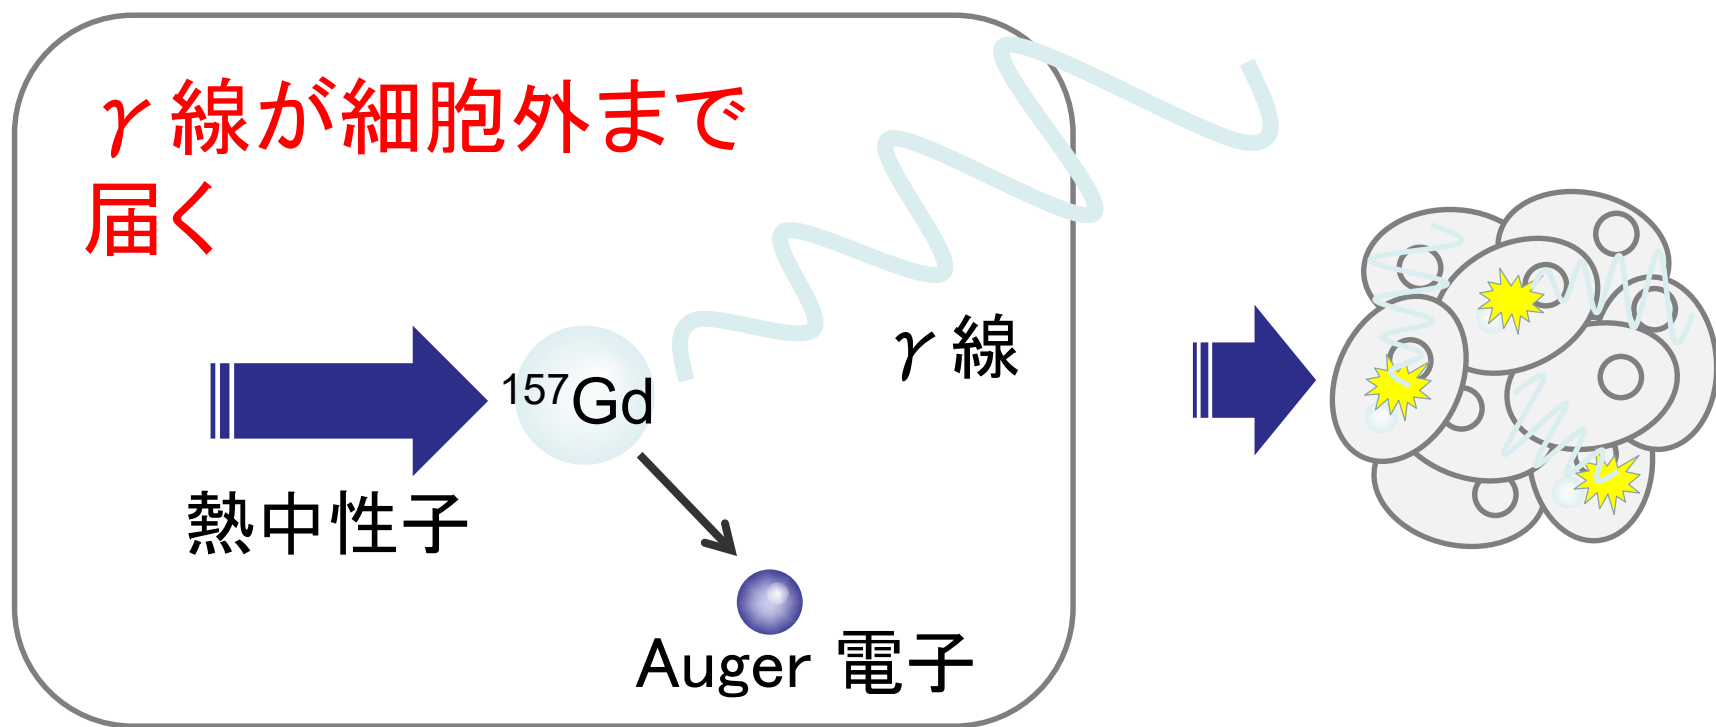 γ線が細胞外まで
届く
γ線
¹⁵⁷Gd
熱中性子
Auger 電子